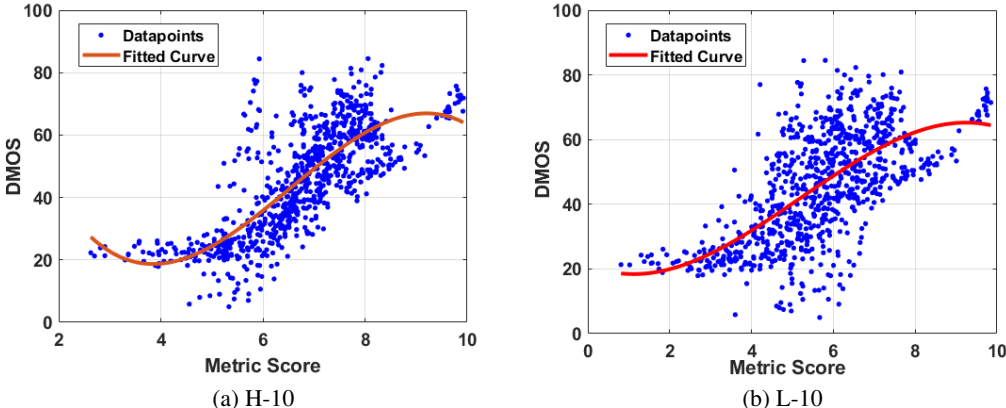 100
80
60
40
20
0
DMOS
Datapoints
Fitted Curve
2 4 6 8 10
Metric Score
(a) H-10
100
80
60
40
20
0
DMOS
Datapoints
Fitted Curve
0 2 4 6 8 10
Metric Score
(b) L-10